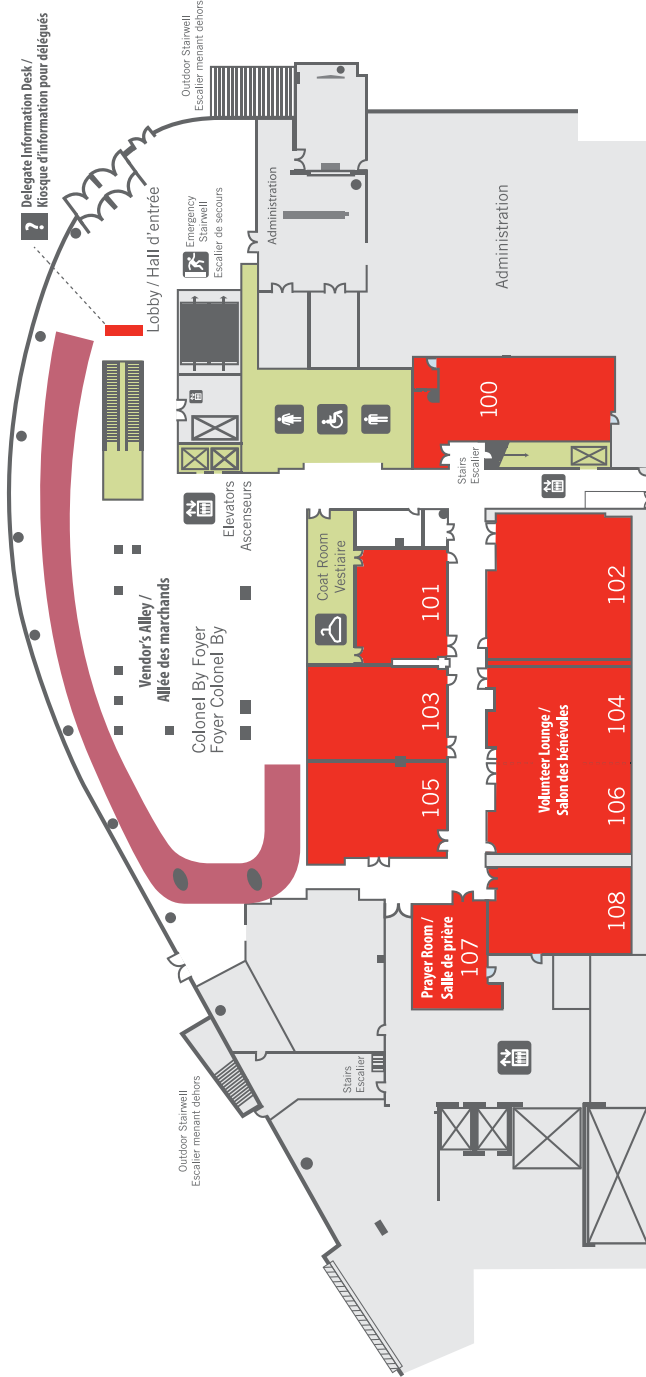 Delegate Information Desk /
Kiosque d'information pour délégués
?
Outdoor Stairwell
Escalier menant dehors
Lobby / Hall d'entrée
Emergency
Stairwell
Escalier de secours
Administration
Administration
100
Stairs
Escalier
Elevators
Ascenseurs
Coat Room
Vestiaire
Vendor's Alley /
Allée des marchands
Colonel By Foyer
Foyer Colonel By
101
102
103
104
Volunteer Lounge /
Salon des bénévoles
105
106
Prayer Room /
Salle de prière
107
108
Stairs
Escalier
Outdoor Stairwell
Escalier menant dehors